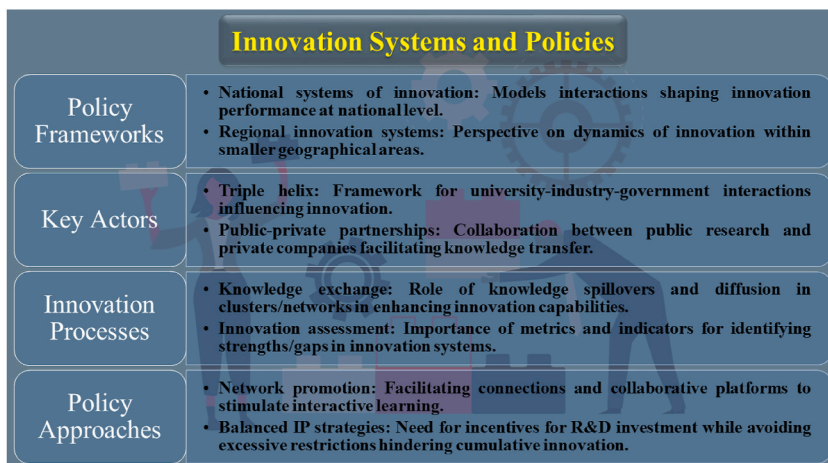 Innovation Systems and Policies
Policy
Frameworks
• National systems of innovation: Models interactions shaping innovation
performance at national level.
• Regional innovation systems: Perspective on dynamics of innovation within
smaller geographical areas.
Key Actors
• Triple helix: Framework for university-industry-government interactions
influencing innovation.
• Public-private partnerships: Collaboration between public research and
private companies facilitating knowledge transfer.
Innovation
Processes
• Knowledge exchange: Role of knowledge spillovers and diffusion in
clusters/networks in enhancing innovation capabilities.
• Innovation assessment: Importance of metrics and indicators for identifying
strengths/gaps in innovation systems.
Policy
Approaches
• Network promotion: Facilitating connections and collaborative platforms to
stimulate interactive learning.
• Balanced IP strategies: Need for incentives for R&D investment while avoiding
excessive restrictions hindering cumulative innovation.